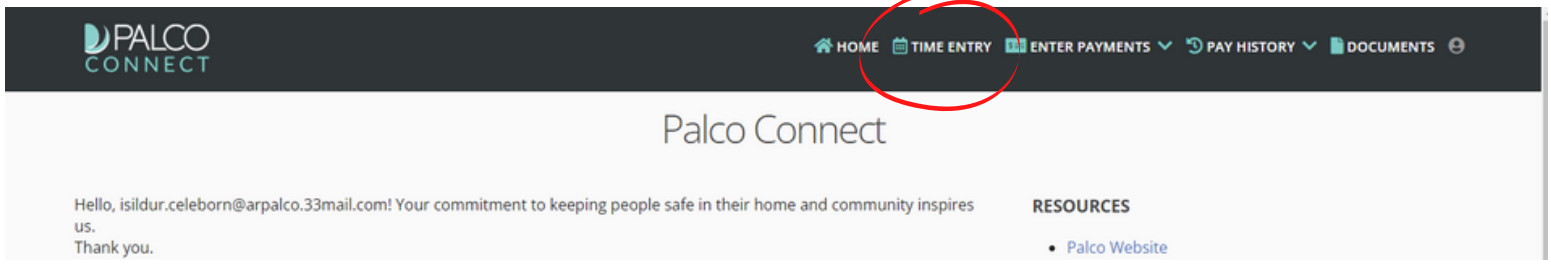 PALCO
CONNECT
HOME TIME ENTRY ENTER PAYMENTS PAY HISTORY DOCUMENTS
Palco Connect
Hello, isildur.celeborn@arpalco.33mail.com! Your commitment to keeping people safe in their home and community inspires
us.
Thank you.
RESOURCES
• Palco Website